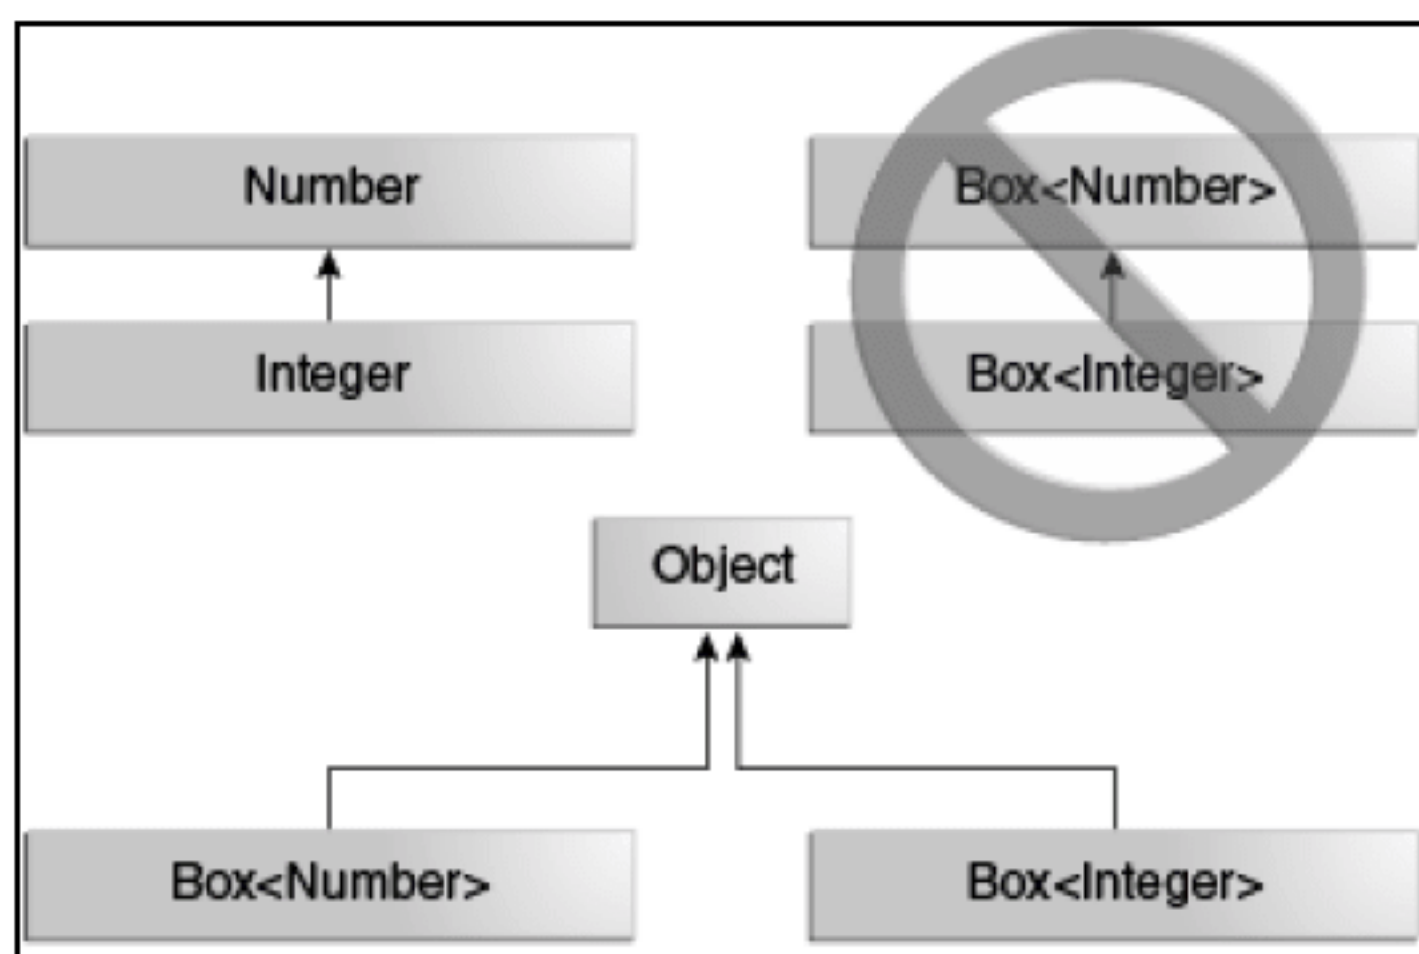 Number
Box<Number>
Integer
Box<Integer>
Object
Box<Number>
Box<Integer>